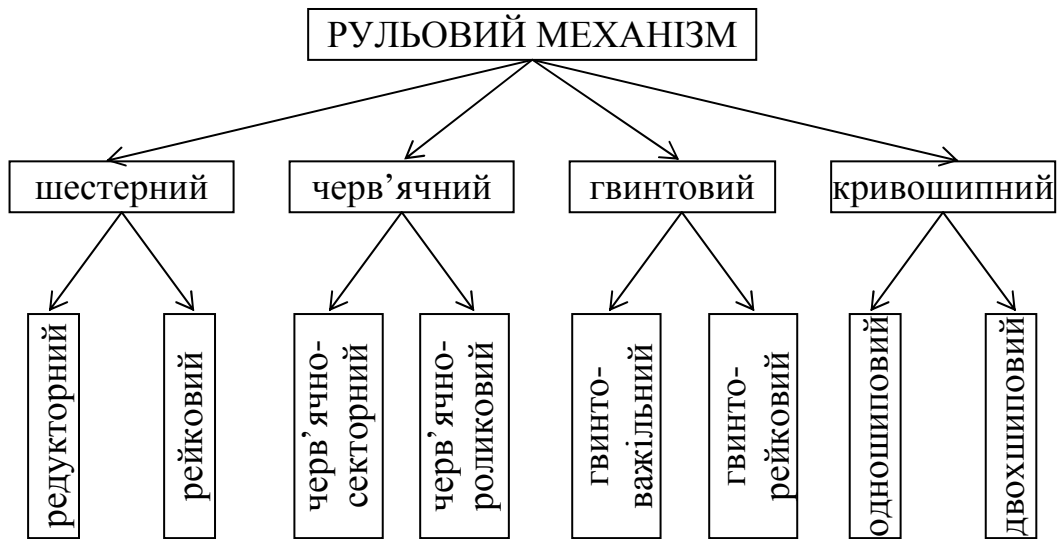 РУЛЬОВИЙ МЕХАНІЗМ
шестерний
черв’ячний
гвинтовий
кривошипний
редукторний
рейковий
черв’ячно-
секторний
черв’ячно-
роликовий
гвинто-
важільний
гвинто-
рейковий
одношиповий
двохшиповий